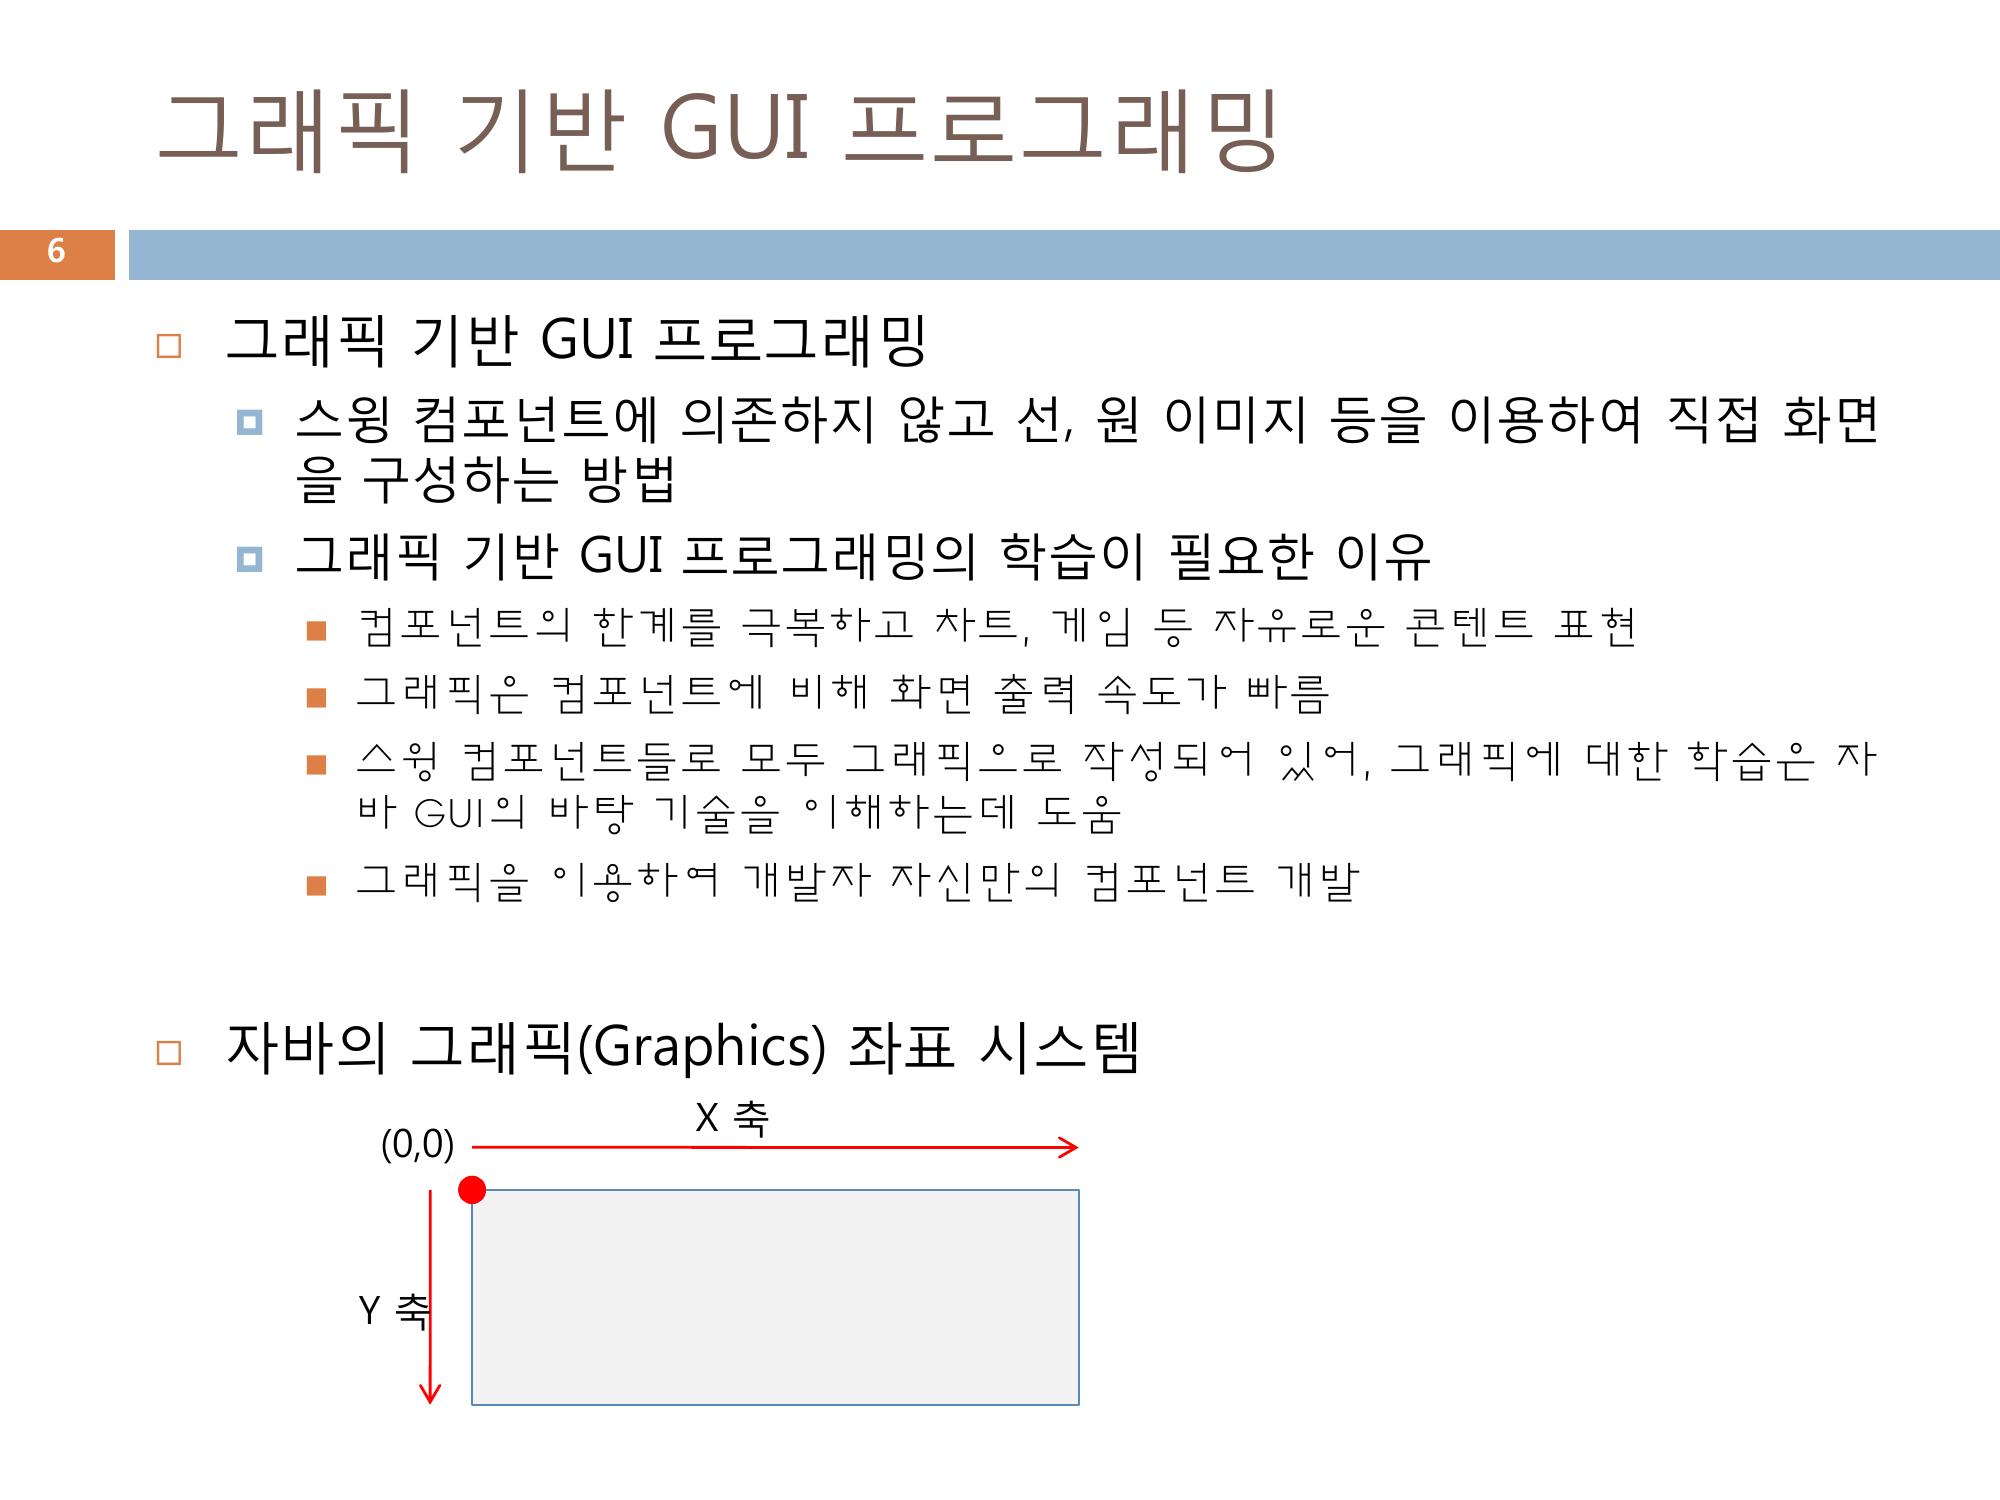 그래픽 기반 GUI 프로그래밍
6
그래픽 기반 GUI 프로그래밍
스윙 컴포넌트에 의존하지 않고 선, 원 이미지 등을 이용하여 직접 화면
을 구성하는 방법
그래픽 기반 GUI 프로그래밍의 학습이 필요한 이유
컴포넌트의 한계를 극복하고 차트, 게임 등 자유로운 콘텐트 표현
그래픽은 컴포넌트에 비해 화면 출력 속도가 빠름
스윙 컴포넌트들로 모두 그래픽으로 작성되어 있어, 그래픽에 대한 학습은 자
바 GUI의 바탕 기술을 이해하는데 도움
그래픽을 이용하여 개발자 자신만의 컴포넌트 개발
자바의 그래픽(Graphics) 좌표 시스템
X 축
(0,0)
Y 축